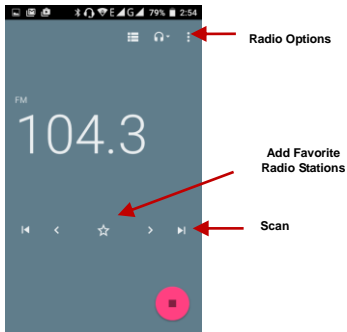 E G 79% 2:54
Radio Options
FM
104.3
Add Favorite
Radio Stations
Scan